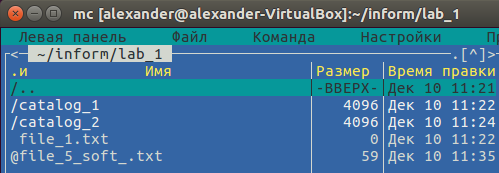 mc [alexander@alexander-VirtualBox]:~/inform/lab_1
Левая панель Файл Команда Настройки Пр
<— ~/inform/lab_1 .[^]>
.и Имя Размер Время правки
/.. -ВВЕРХ- Дек 10 11:21
/catalog_1 4096 Дек 10 11:22
/catalog_2 4096 Дек 10 11:24
file_1.txt 0 Дек 10 11:22
@file_5_soft_.txt 59 Дек 10 11:35